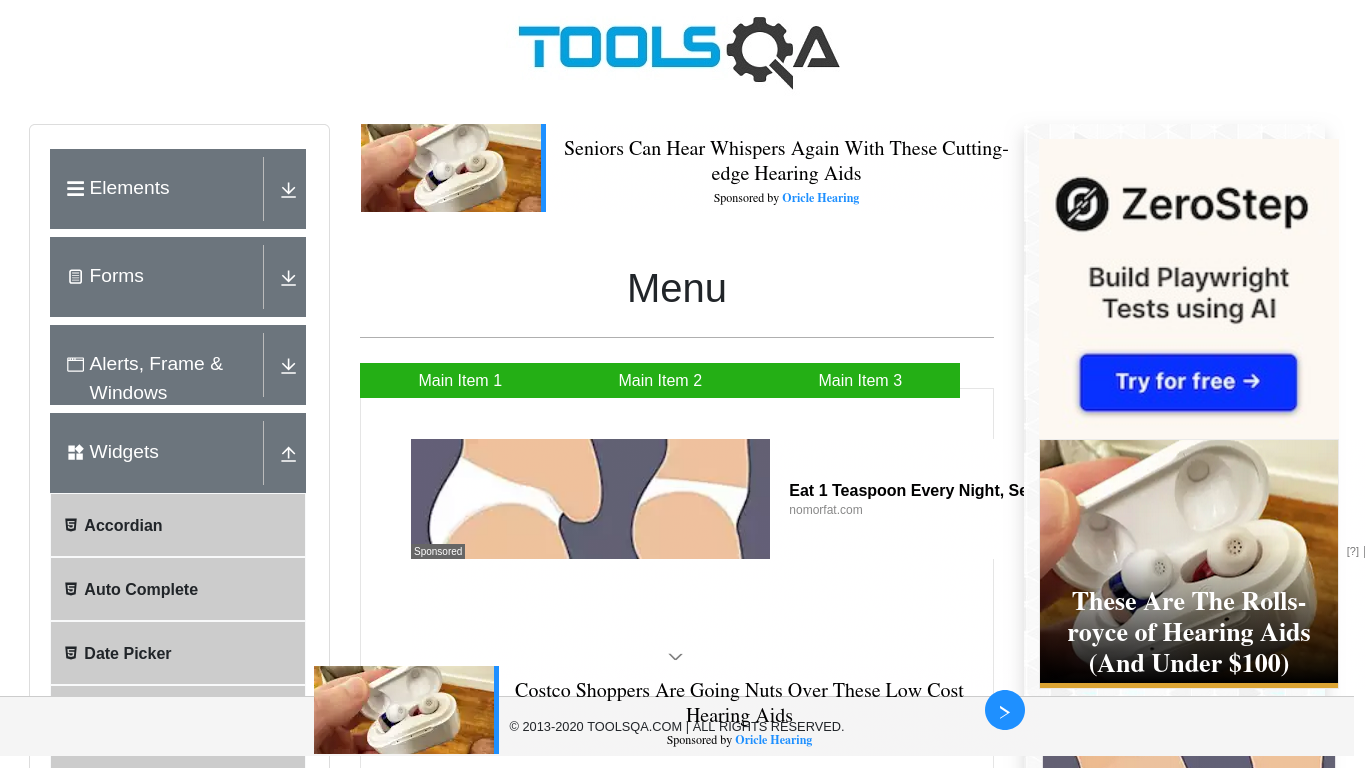 TOOLSQA
Elements
Forms
Alerts, Frame &
Windows
Widgets
Accordian
Auto Complete
Date Picker
Seniors Can Hear Whispers Again With These Cutting-
edge Hearing Aids
Sponsored by Oricle Hearing
Menu
Main Item 1
Main Item 2
Main Item 3
Eat 1 Teaspoon Every Night, Se
nomorfat.com
Sponsored
ZeroStep
Build Playwright
Tests using AI
Try for free →
These Are The Rolls-
royce of Hearing Aids
(And Under $100)
[?]
Costco Shoppers Are Going Nuts Over These Low Cost
Hearing Aids
© 2013-2020 TOOLSQA.COM | ALL RIGHTS RESERVED.
Sponsored by Oricle Hearing